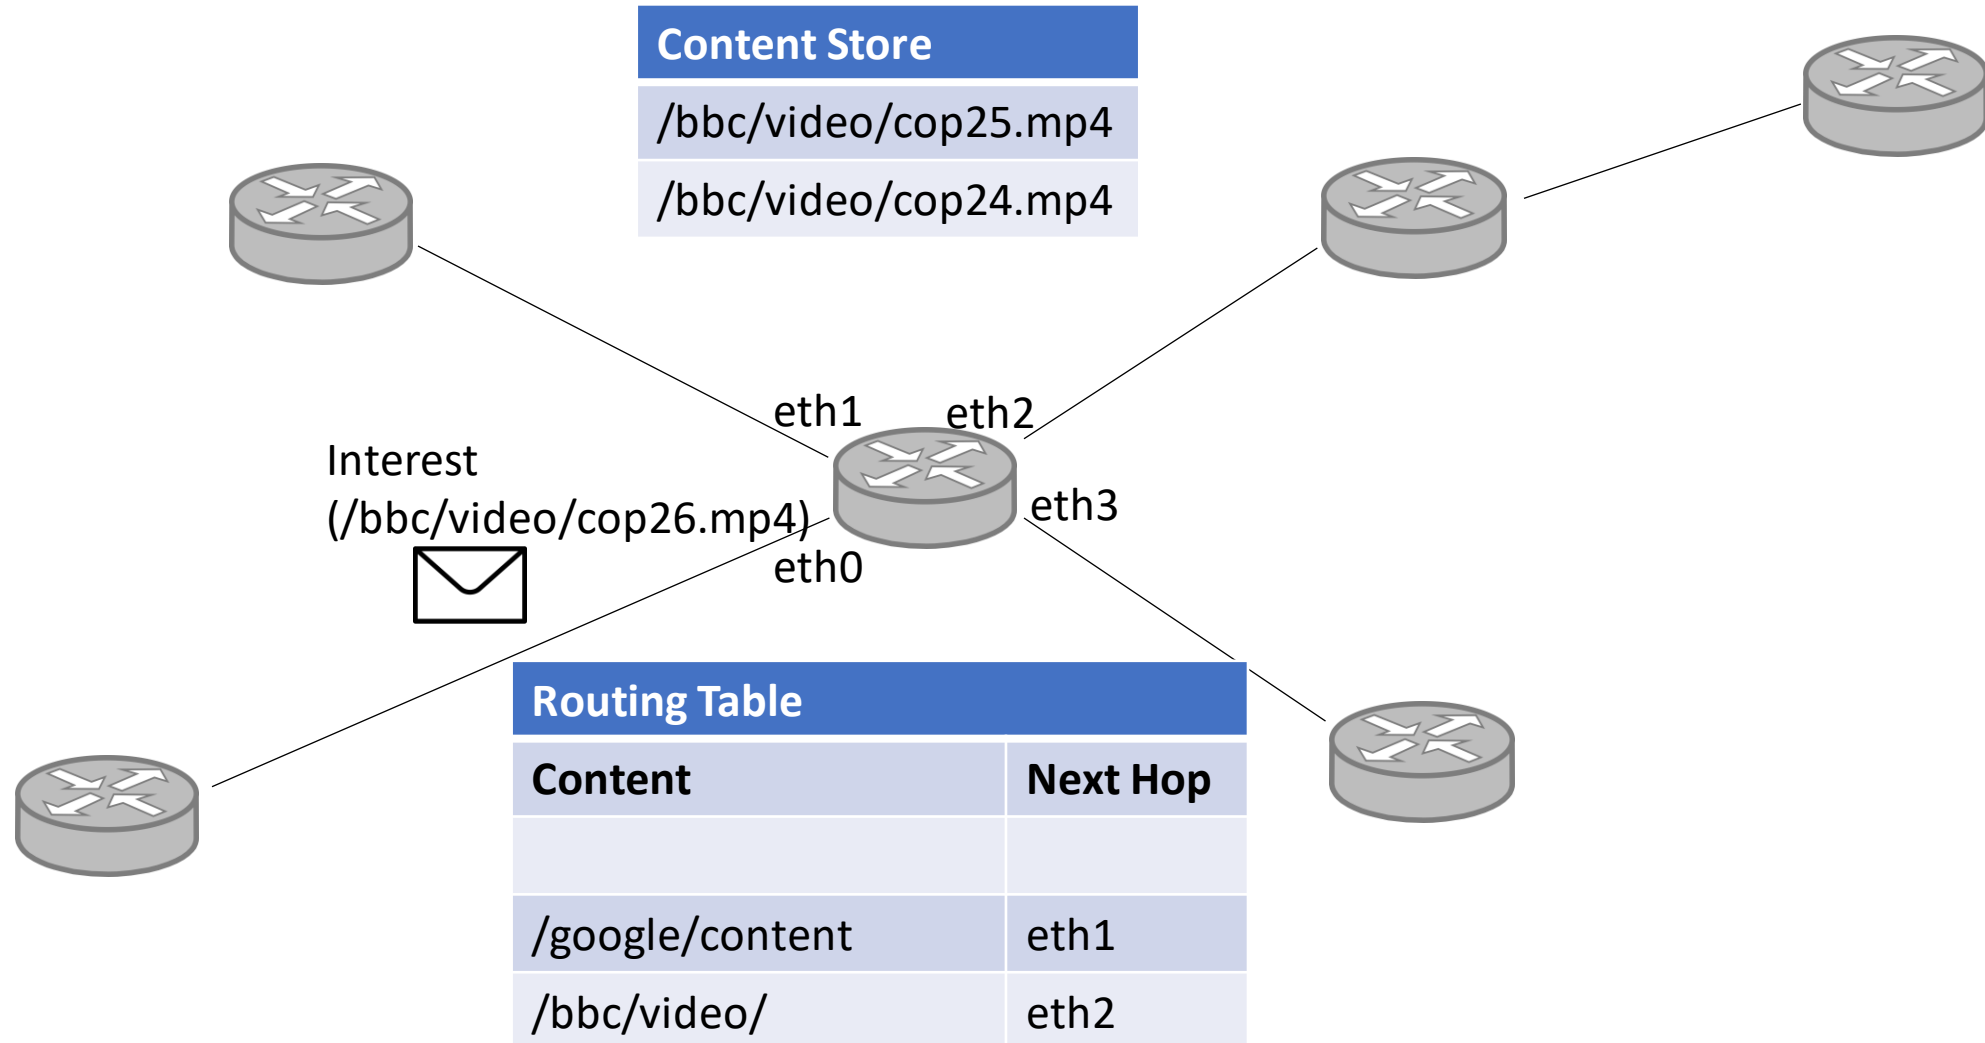 Content Store
/bbc/video/cop25.mp4
/bbc/video/cop24.mp4
eth1
eth2
Interest
(/bbc/video/cop26.mp4)
eth3
eth0
Routing Table
Content Next Hop
/google/content eth1
/bbc/video/ eth2